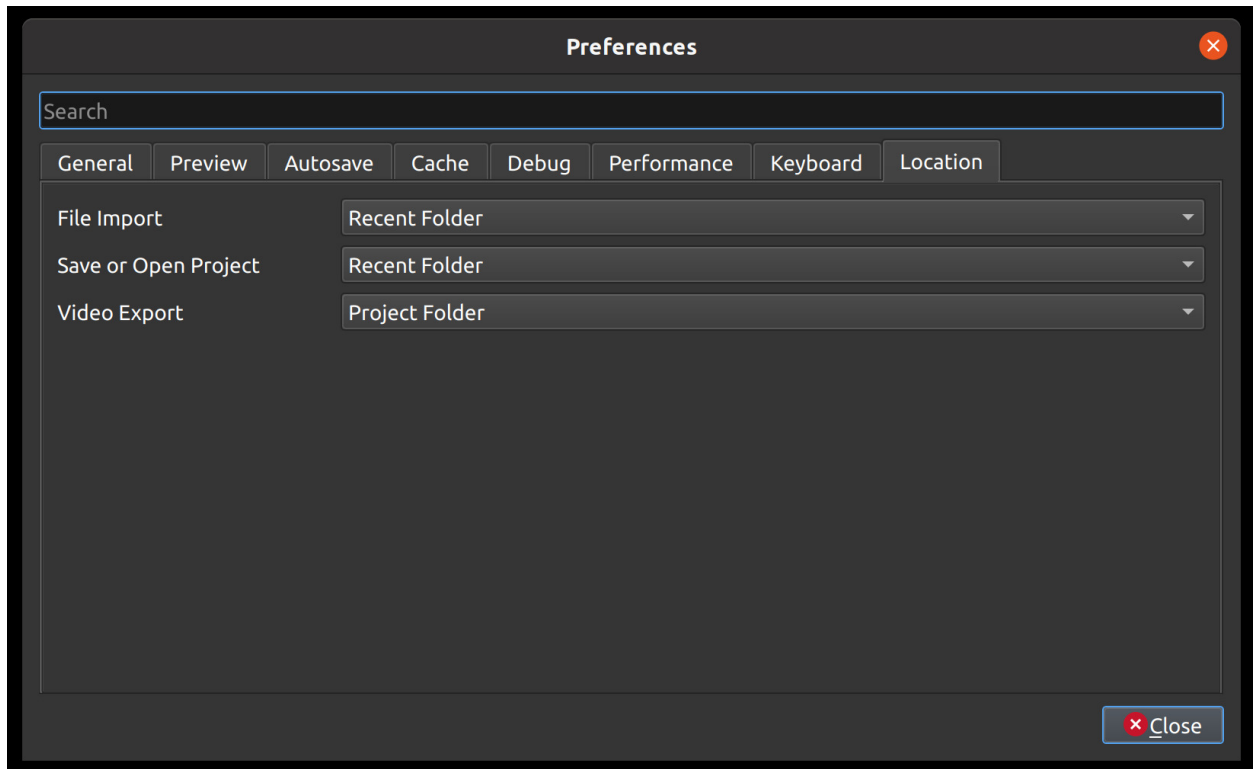 Preferences
Search
General Preview Autosave Cache Debug Performance Keyboard Location
File Import Recent Folder
Save or Open Project Recent Folder
Video Export Project Folder
Close